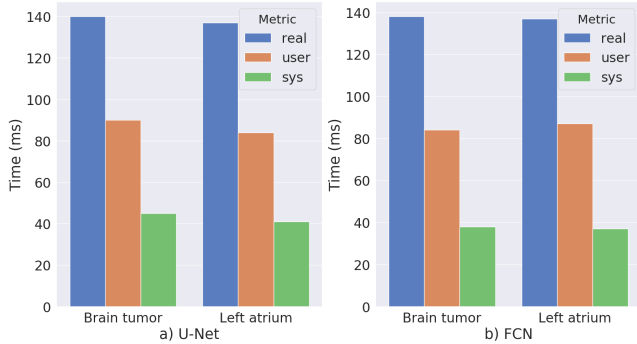 Time (ms)
140
120
100
80
60
40
20
0
Metric
real
user
sys
Brain tumor
Left atrium
a) U-Net
Time (ms)
140
120
100
80
60
40
20
0
Metric
real
user
sys
Brain tumor
Left atrium
b) FCN